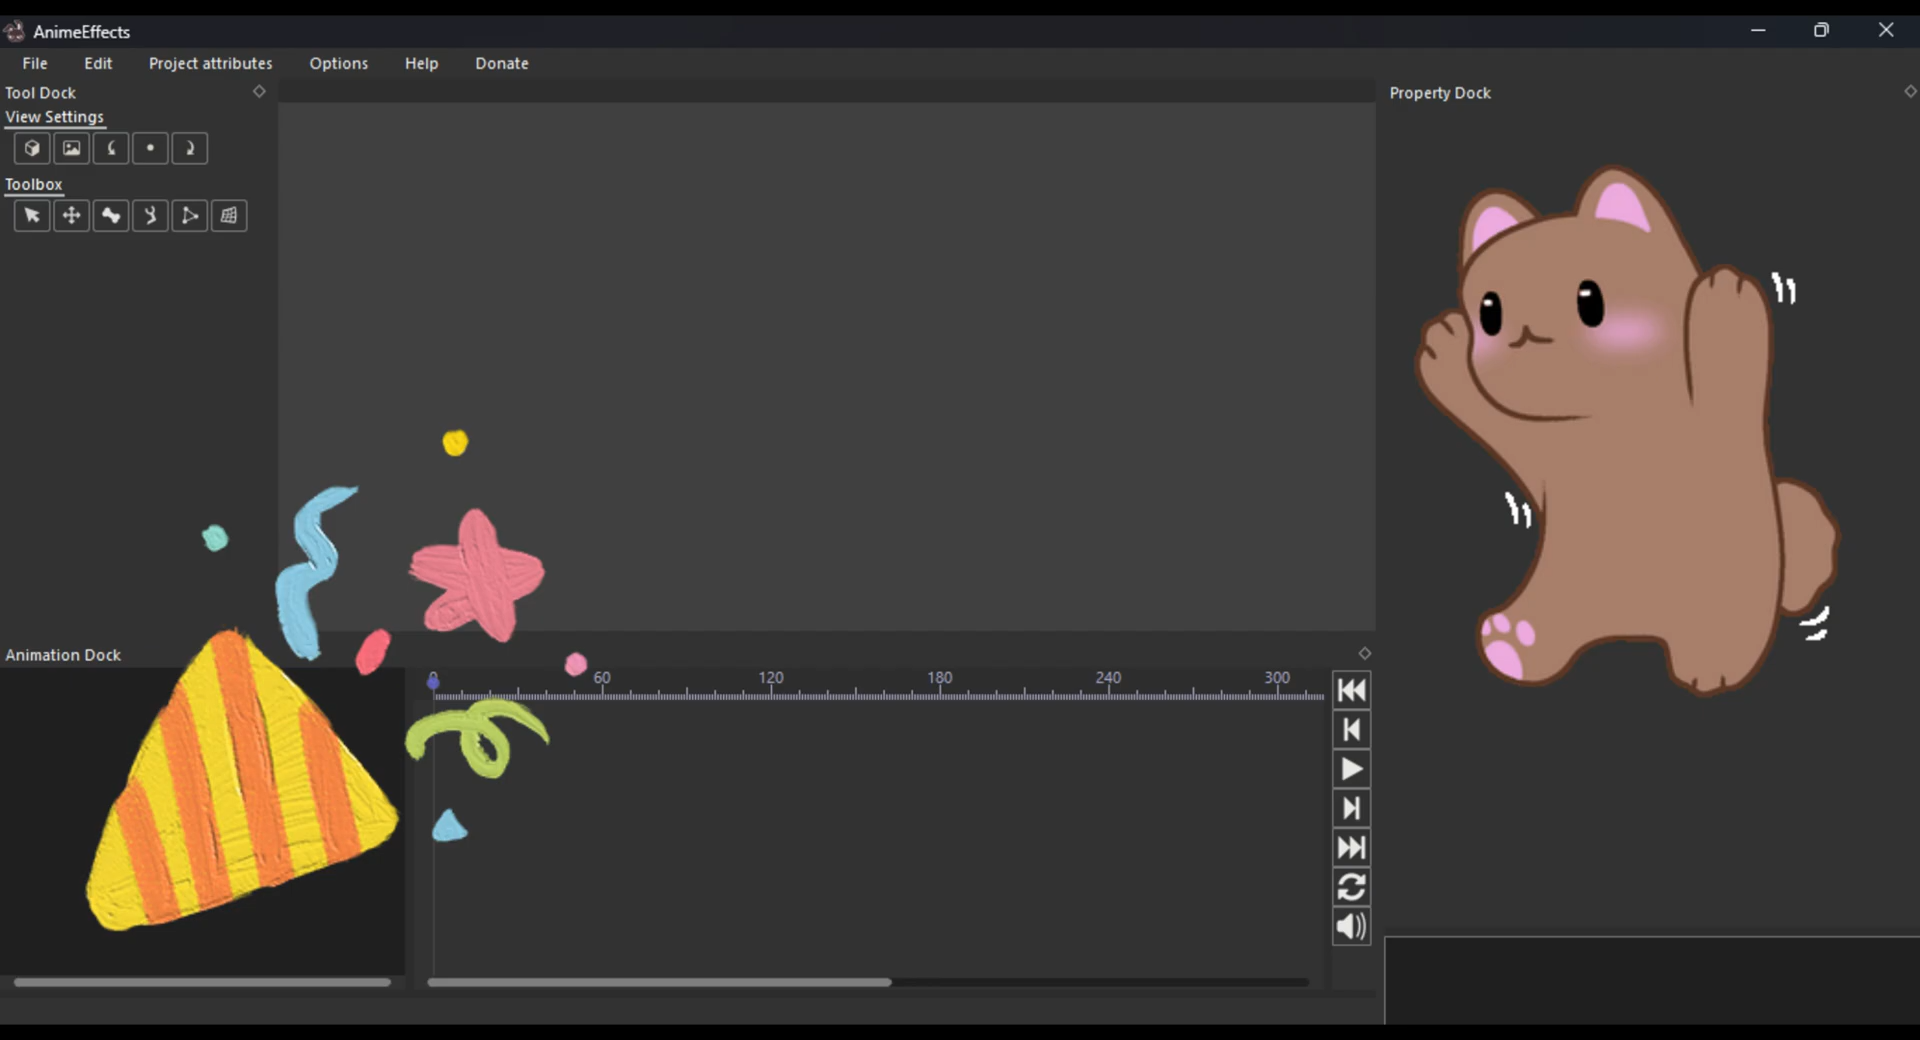 AnimeEffects
File Edit Project attributes Options Help Donate
Tool Dock
View Settings
Toolbox
Property Dock
Animation Dock
0 60 120 180 240 300